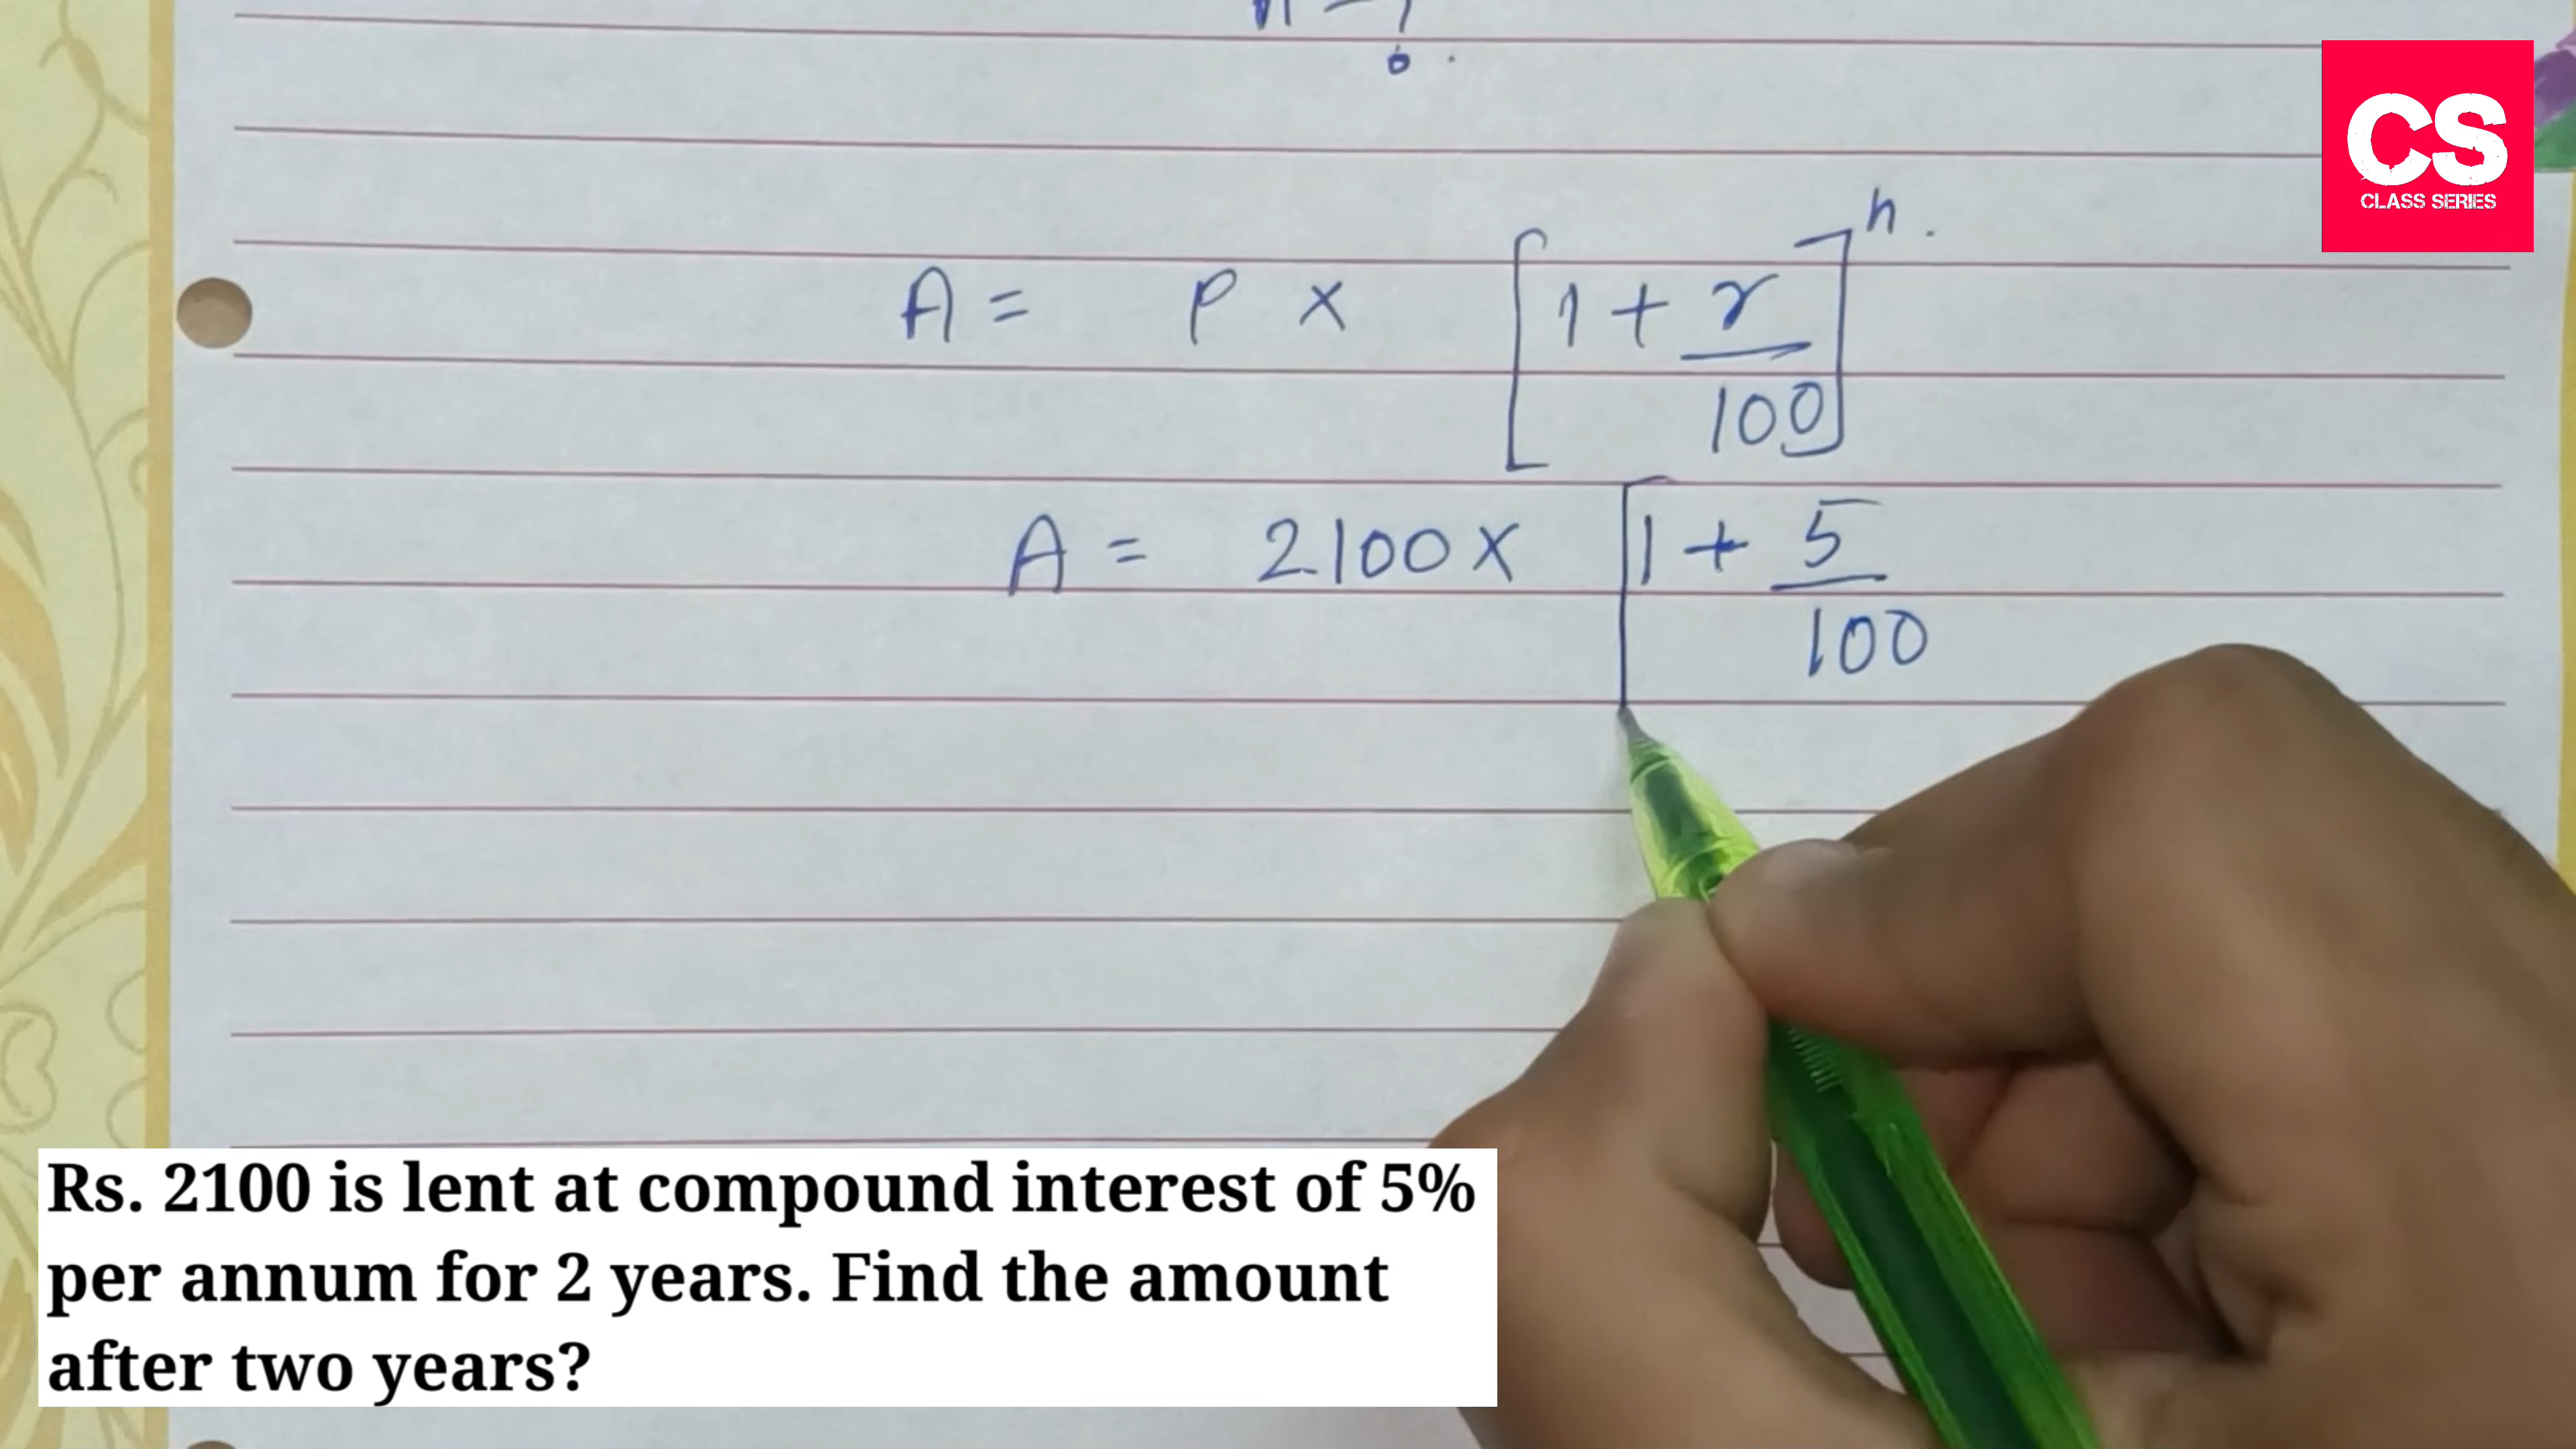 CS
CLASS SERIES
A = P × [1 + r/100]ⁿ.
A = 2100 × [1 + 5/100
Rs. 2100 is lent at compound interest of 5%
per annum for 2 years. Find the amount
after two years?